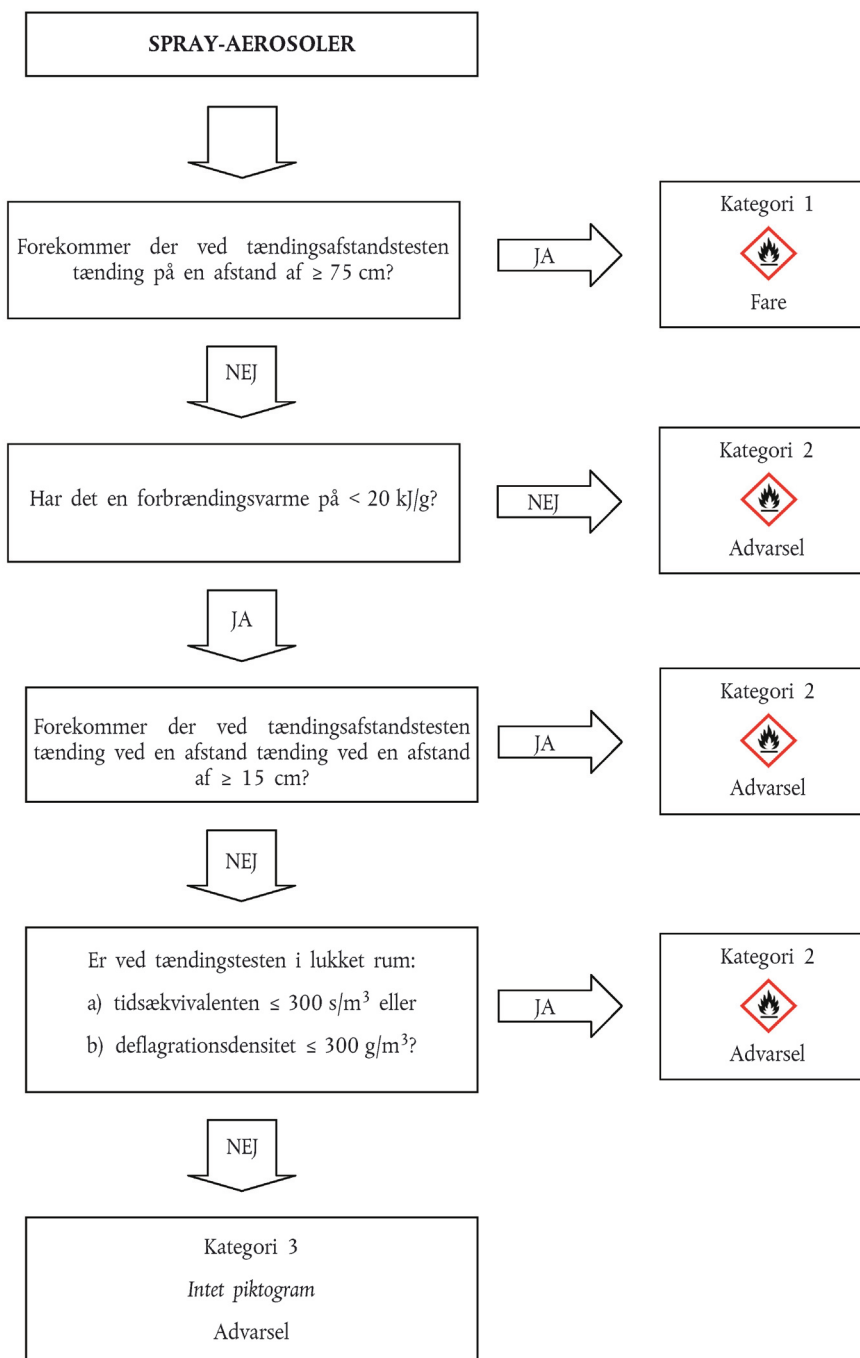 SPRAY-AEROSOLER
Forekommer der ved tændingsafstandstesten
tænding på en afstand af ≥ 75 cm?
JA
Kategori 1
Fare
NEJ
Har det en forbrændingsvarme på < 20 kJ/g?
NEJ
Kategori 2
Advarsel
JA
Forekommer der ved tændingsafstandstesten
tænding ved en afstand tænding ved en afstand
af ≥ 15 cm?
JA
Kategori 2
Advarsel
NEJ
Er ved tændingstesten i lukket rum:
a) tidsækvivalenten ≤ 300 s/m³ eller
b) deflagrationsdensitet ≤ 300 g/m³?
JA
Kategori 2
Advarsel
NEJ
Kategori 3
Intet piktogram
Advarsel